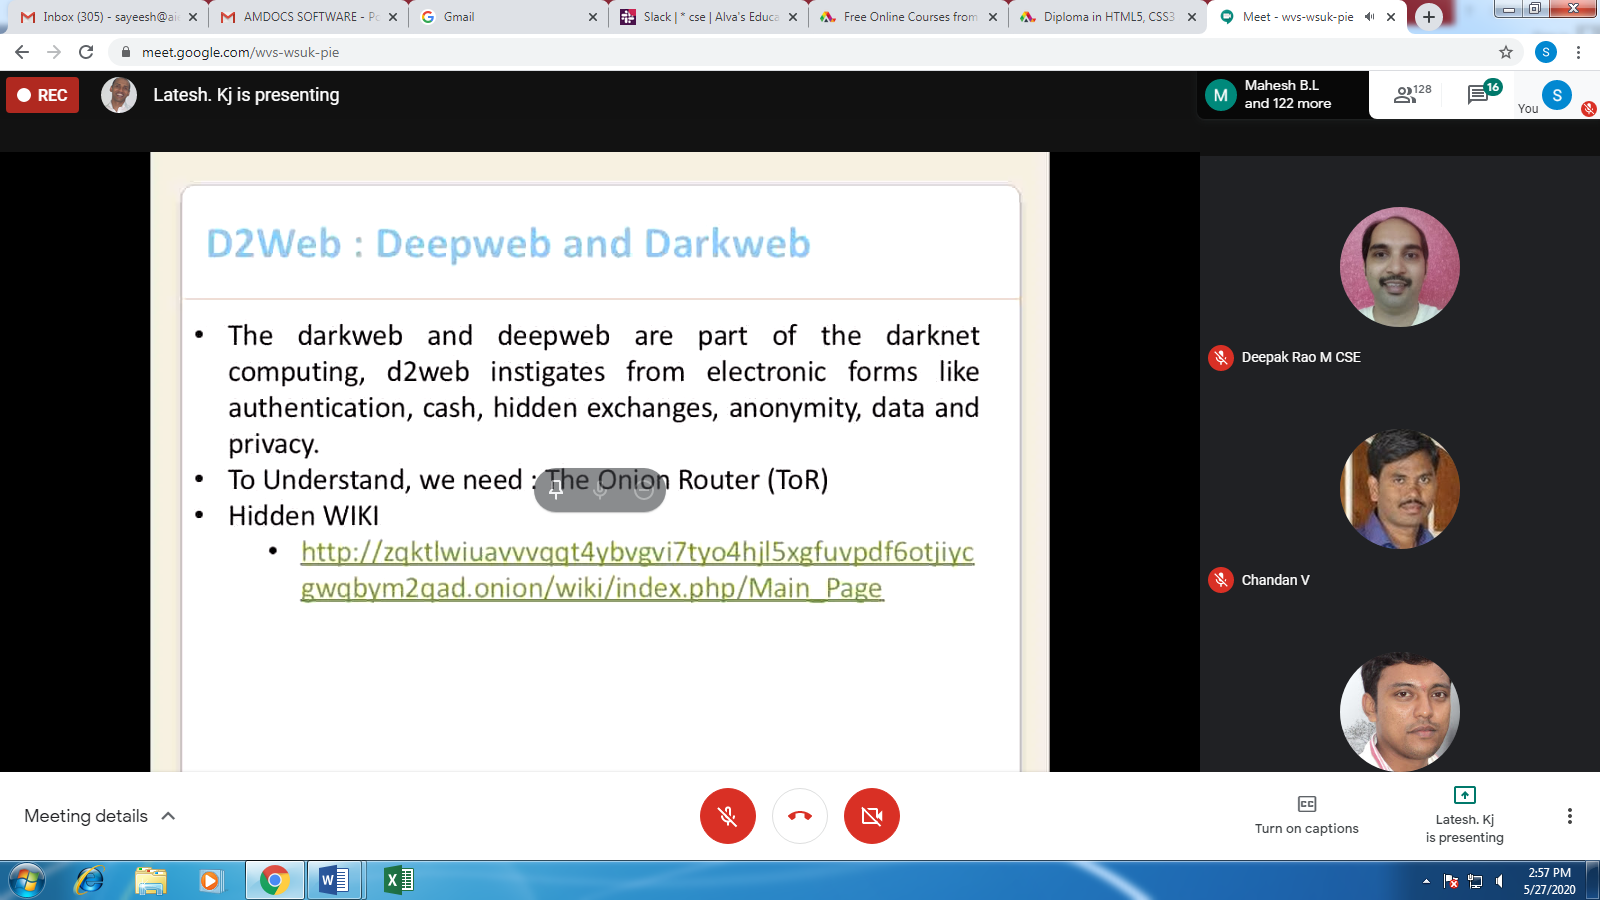 Inbox (305) - sayeesh@ai
AMDOCS SOFTWARE - Po
Gmail
Slack | * cse | Alva's Educa
Free Online Courses from
Diploma in HTML5, CSS3
Meet - wvs-wsuk-pie
meet.google.com/wvs-wsuk-pie
S
REC
Latesh. Kj is presenting
M
Mahesh B.L
and 122 more
128
16
You
S
D2Web : Deepweb and Darkweb
• The darkweb and deepweb are part of the darknet
computing, d2web instigates from electronic forms like
authentication, cash, hidden exchanges, anonymity, data and
privacy.
• To Understand, we need : The Onion Router (ToR)
• Hidden WIKI
• http://zqktlwiuavvvqqt4ybvgvi7tyo4hjl5xgfuvpdf6otjiyc
gwqbym2qad.onion/wiki/index.php/Main_Page
Deepak Rao M CSE
Chandan V
Meeting details
CC
Turn on captions
Latesh. Kj
is presenting
2:57 PM
5/27/2020